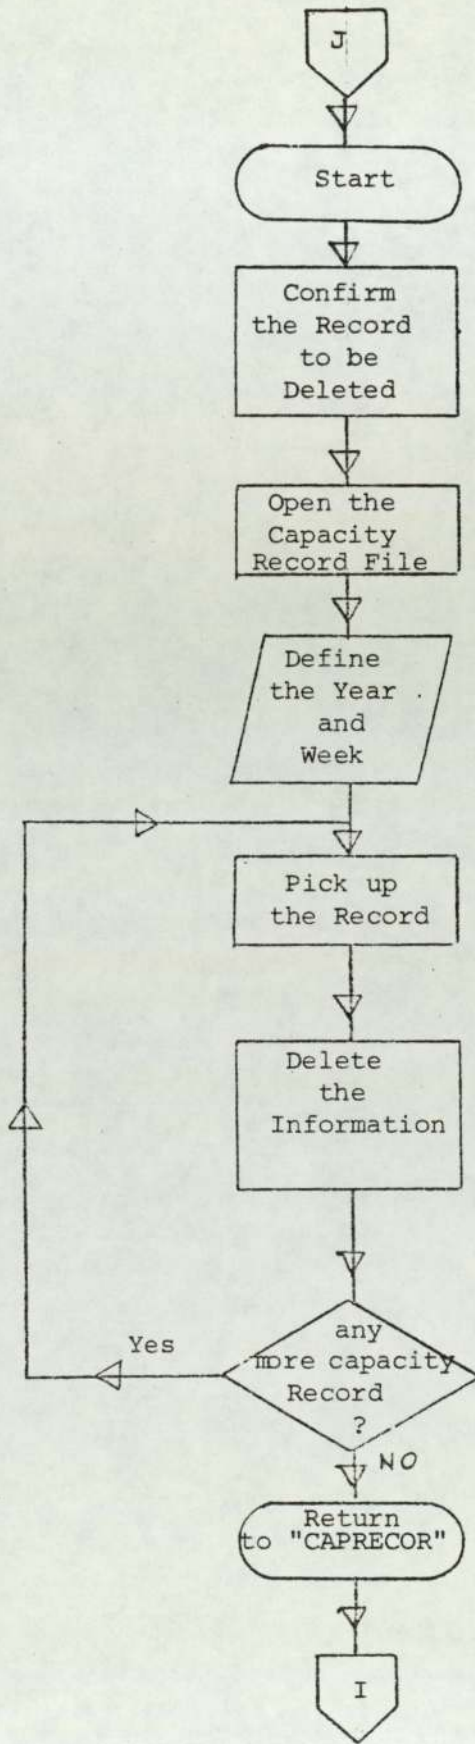 J
Start
Confirm
the Record
to be
Deleted
Open the
Capacity
Record File
Define
the Year .
and
Week
Pick up
the Record
Delete
the
Information
any
more capacity
Record
?
Yes
NO
Return
to "CAPRECOR"
I